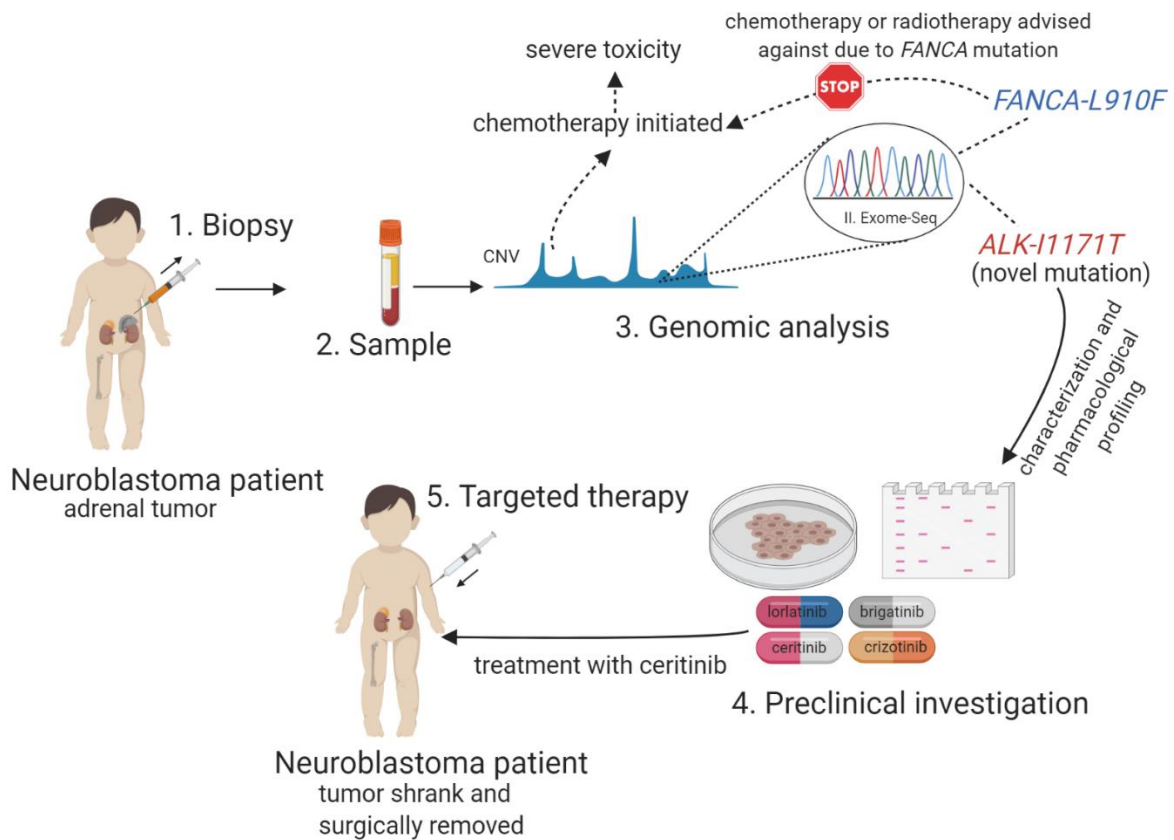 chemotherapy or radiotherapy advised
against due to FANCA mutation
severe toxicity
STOP
FANCA-L910F
chemotherapy initiated
1. Biopsy
II. Exome-Seq
CNV
ALK-I1171T
(novel mutation)
2. Sample
3. Genomic analysis
characterization and
pharmacological
profiling
Neuroblastoma patient
adrenal tumor
5. Targeted therapy
lorlatinib
brigatinib
ceritinib
crizotinib
treatment with ceritinib
4. Preclinical investigation
Neuroblastoma patient
tumor shrank and
surgically removed